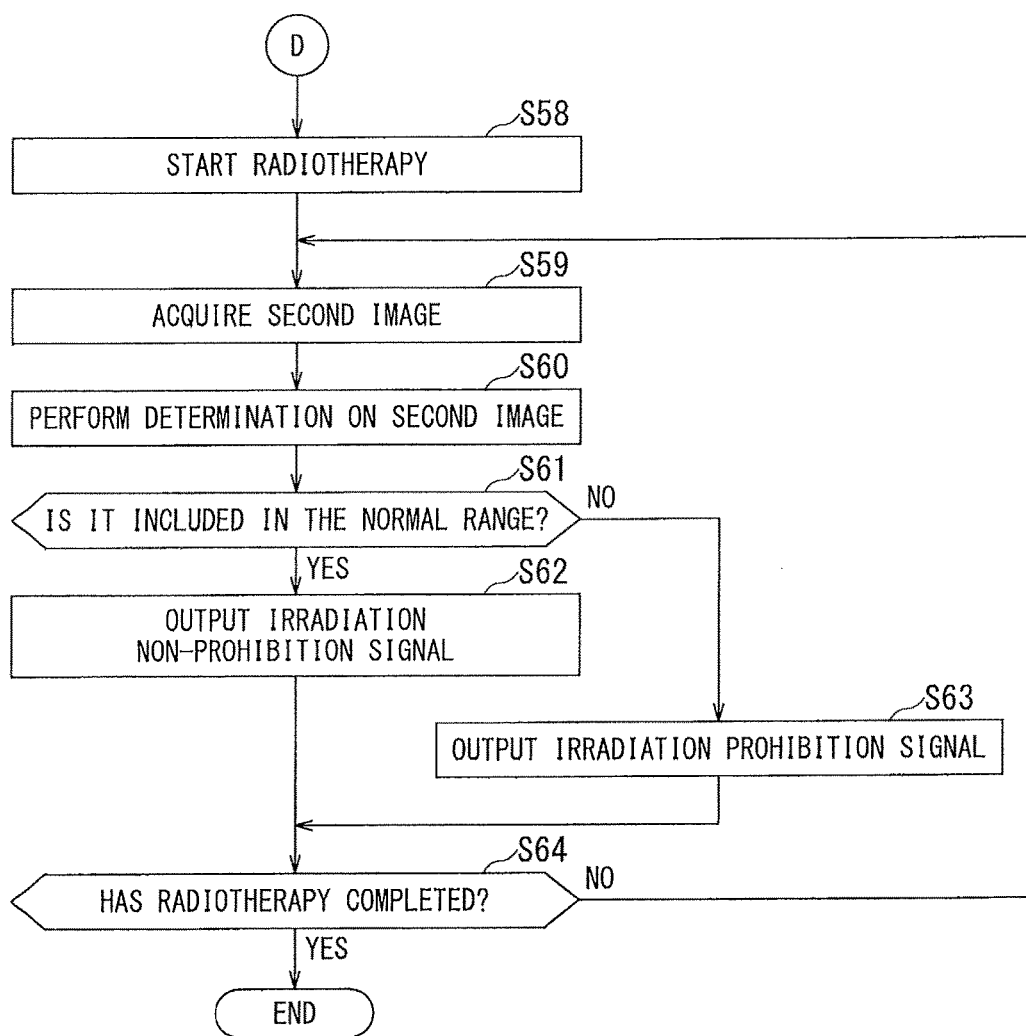 D
S58
START RADIOTHERAPY
S59
ACQUIRE SECOND IMAGE
S60
PERFORM DETERMINATION ON SECOND IMAGE
S61
IS IT INCLUDED IN THE NORMAL RANGE?
NO
YES
S62
OUTPUT IRRADIATION
NON-PROHIBITION SIGNAL
S63
OUTPUT IRRADIATION PROHIBITION SIGNAL
S64
HAS RADIOTHERAPY COMPLETED?
NO
YES
END